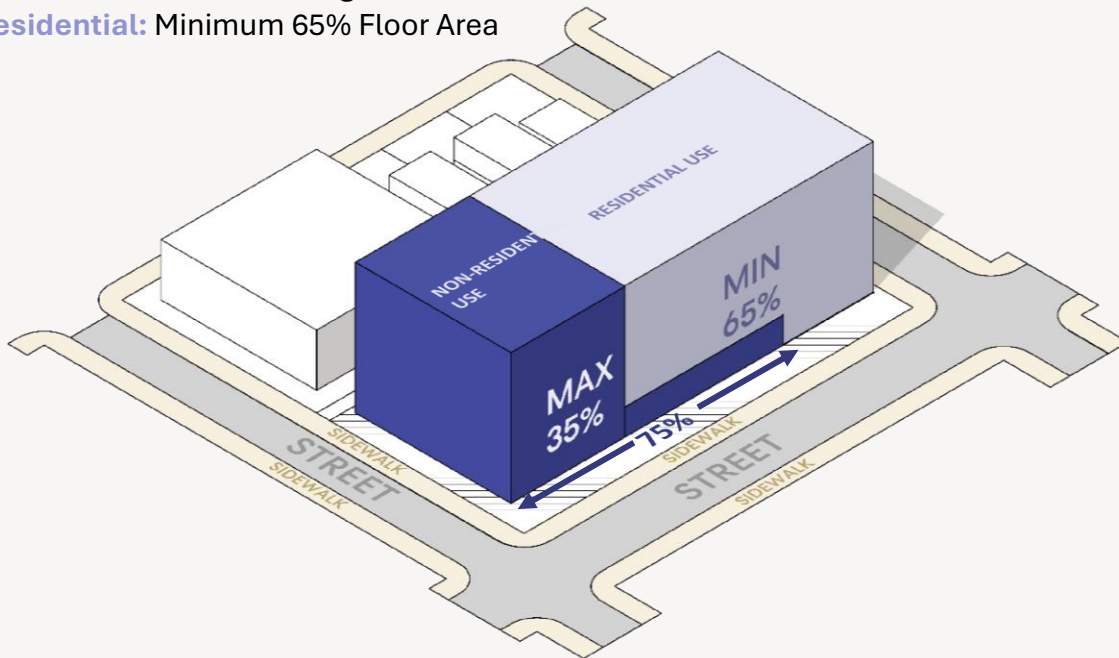 esidential: Minimum 65% Floor Area
RESIDENTIAL USE
NON-RESIDENT
USE
MIN
65%
MAX
35%
75%
SIDEWALK
STREET
SIDEWALK
SIDEWALK
STREET
SIDEWALK